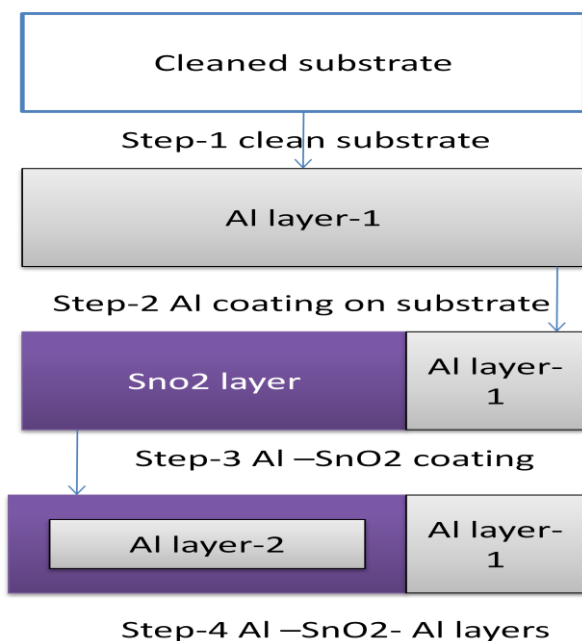 Cleaned substrate
Step-1 clean substrate
Al layer-1
Step-2 Al coating on substrate
Sno2 layer
Al layer-
1
Step-3 Al –SnO2 coating
Al layer-2
Al layer-
1
Step-4 Al –SnO2- Al layers